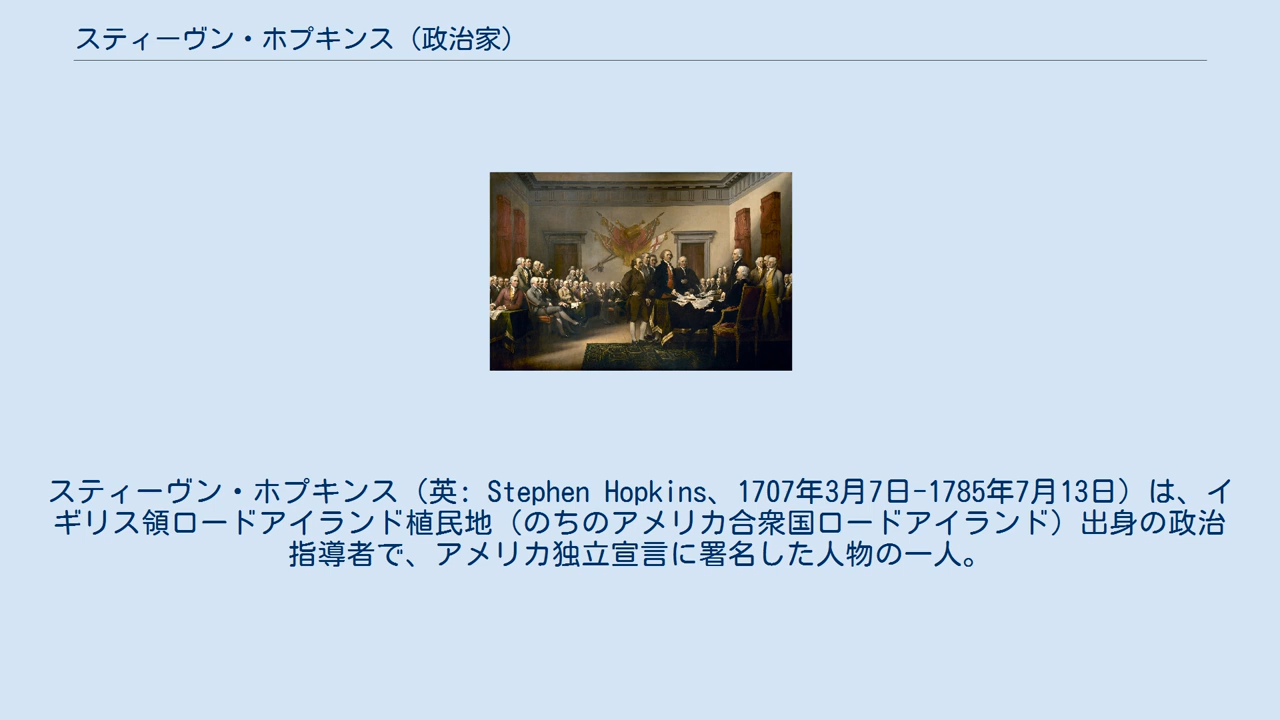 スティーヴン・ホプキンス（政治家）
スティーヴン・ホプキンス（英: Stephen Hopkins、1707年3月7日-1785年7月13日）は、イ
ギリス領ロードアイランド植民地（のちのアメリカ合衆国ロードアイランド）出身の政治
指導者で、アメリカ独立宣言に署名した人物の一人。